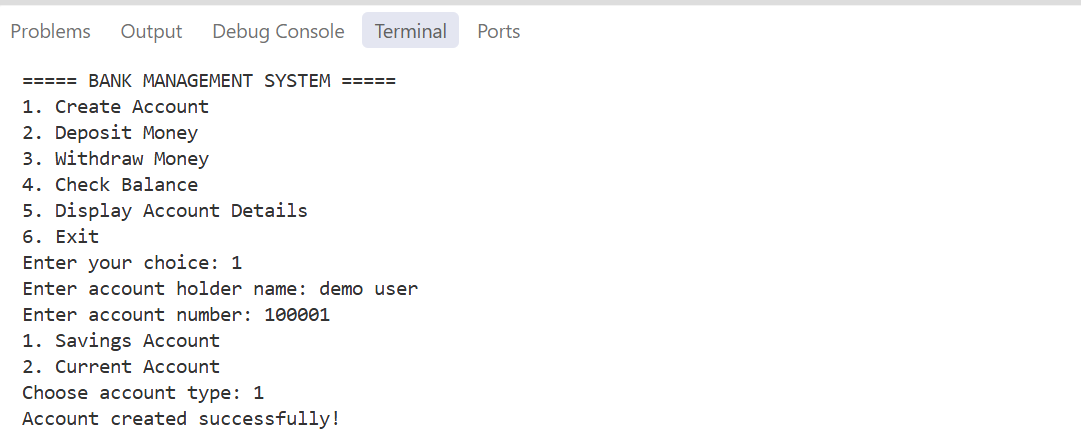 Problems Output Debug Console Terminal Ports
===== BANK MANAGEMENT SYSTEM =====
1. Create Account
2. Deposit Money
3. Withdraw Money
4. Check Balance
5. Display Account Details
6. Exit
Enter your choice: 1
Enter account holder name: demo user
Enter account number: 100001
1. Savings Account
2. Current Account
Choose account type: 1
Account created successfully!